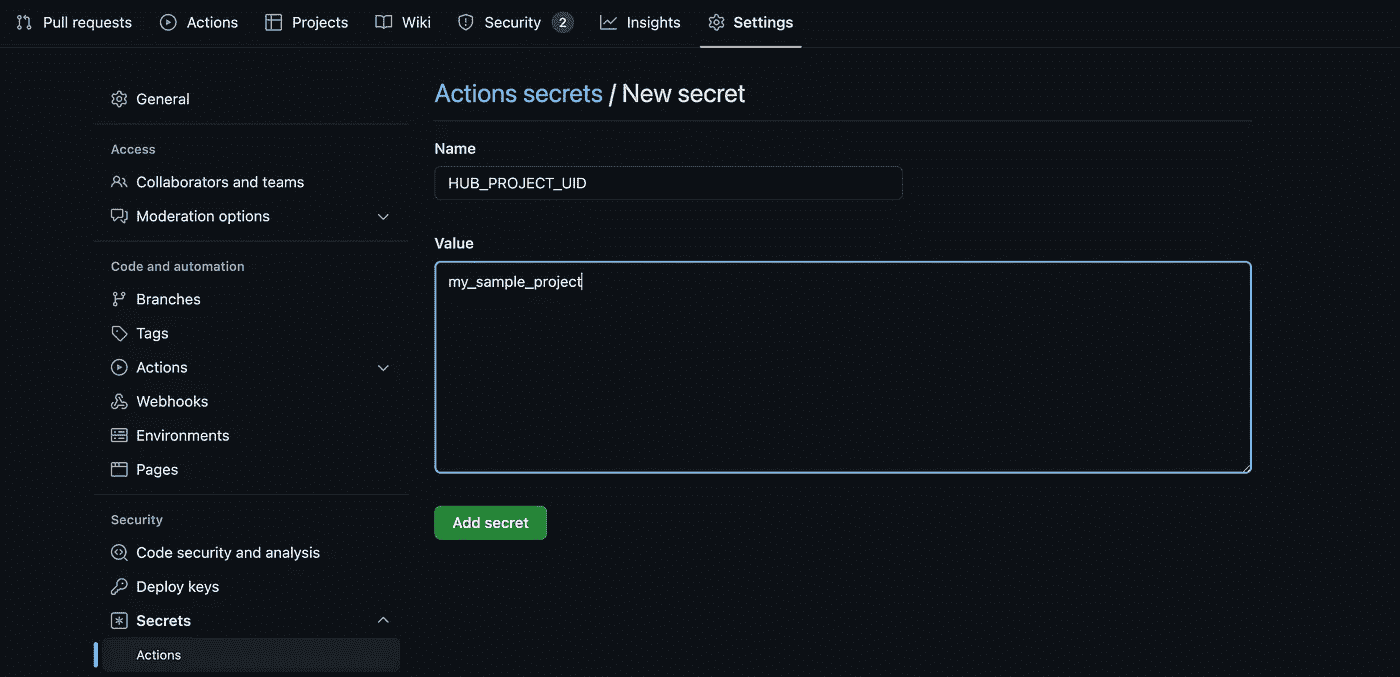 Pull requests Actions Projects Wiki Security 2 Insights Settings
General
Access
Collaborators and teams
Moderation options
Code and automation
Branches
Tags
Actions
Webhooks
Environments
Pages
Security
Code security and analysis
Deploy keys
Secrets
Actions
Actions secrets / New secret
Name
HUB_PROJECT_UID
Value
my_sample_project
Add secret